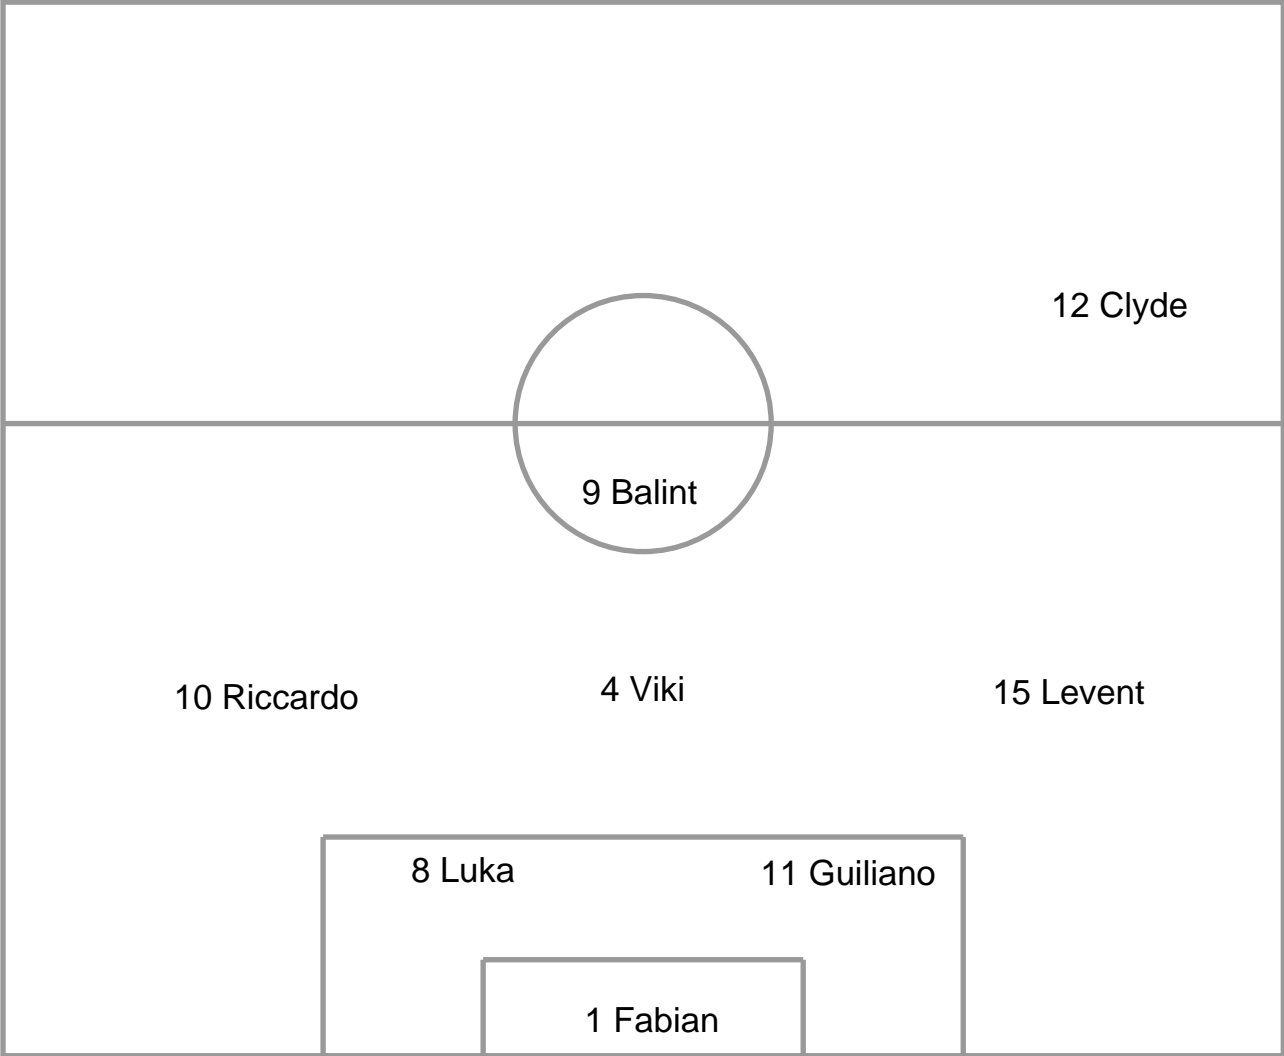 12 Clyde
9 Balint
10 Riccardo
4 Viki
15 Levent
8 Luka
11 Guiliano
1 Fabian